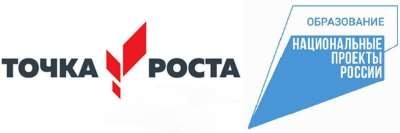 ТОЧКА РОСТА
ОБРАЗОВАНИЕ
НАЦИОНАЛЬНЫЕ
ПРОЕКТЫ
РОССИИ